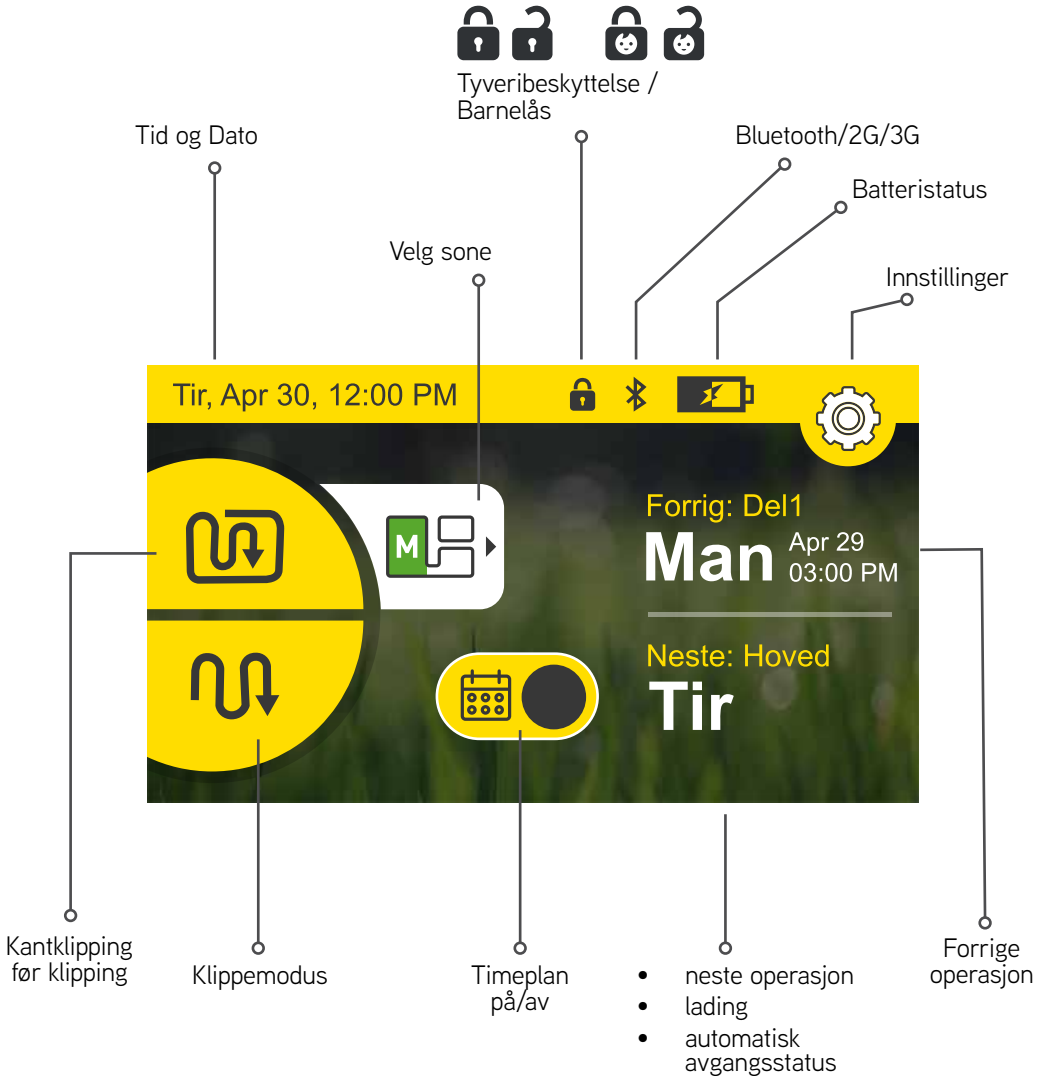 Tyveribeskyttelse /
Barnelås
Tid og Dato
Bluetooth/2G/3G
Batteristatus
Velg sone
Innstillinger
Tir, Apr 30, 12:00 PM
Forrig: Del1
Man Apr 29
03:00 PM
M
Neste: Hoved
Tir
Kantklipping
før klipping
Klippemodus
Timeplan
på/av
• neste operasjon
• lading
• automatisk
avgangsstatus
Forrige
operasjon